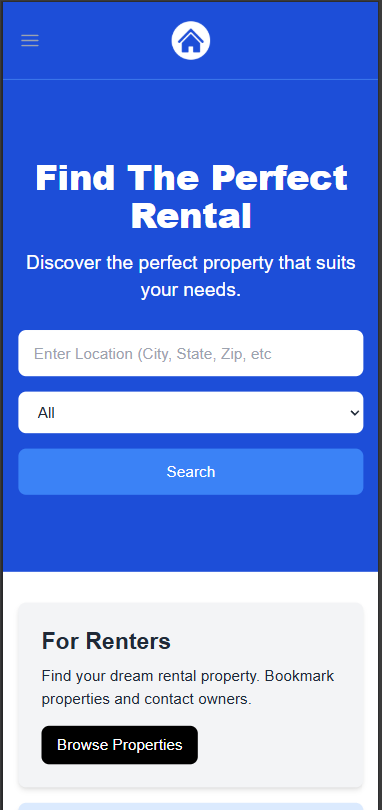 Find The Perfect
Rental
Discover the perfect property that suits
your needs.
Enter Location (City, State, Zip, etc
All
Search
For Renters
Find your dream rental property. Bookmark
properties and contact owners.
Browse Properties